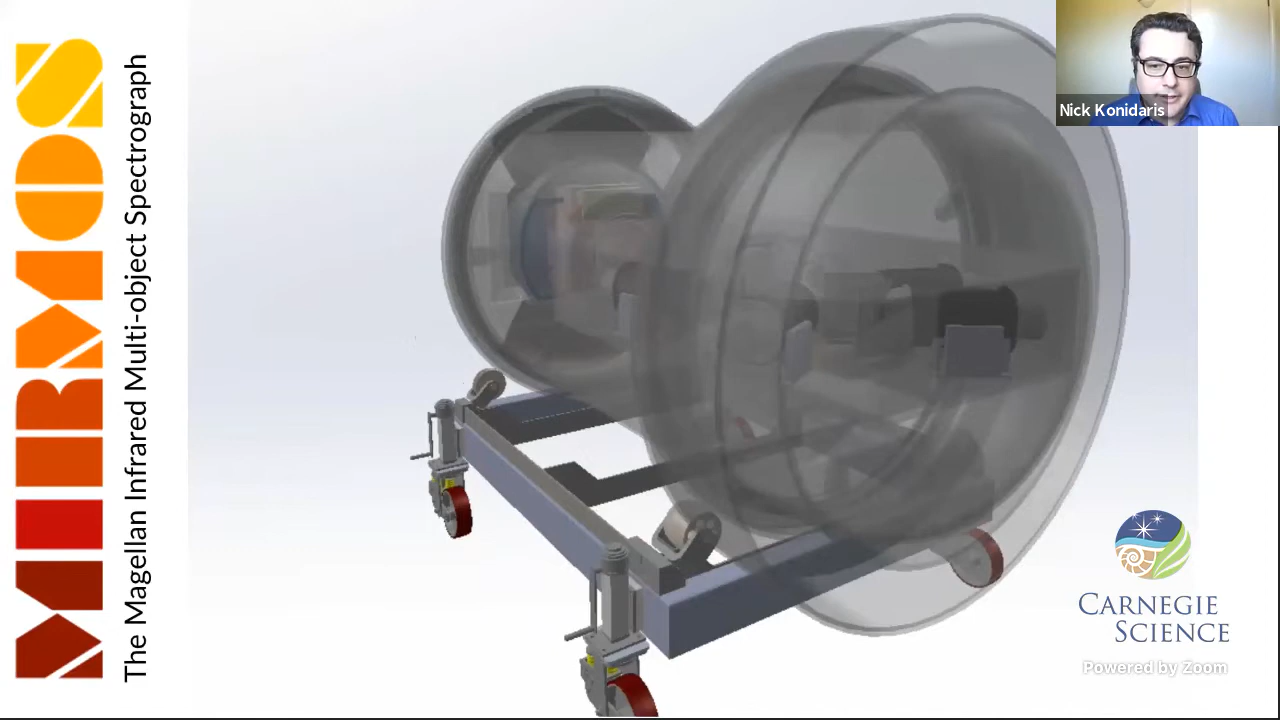 MIRMOS
The Magellan Infrared Multi-object Spectrograph
Nick Konidaris
CARNEGIE
SCIENCE
Powered by Zoom